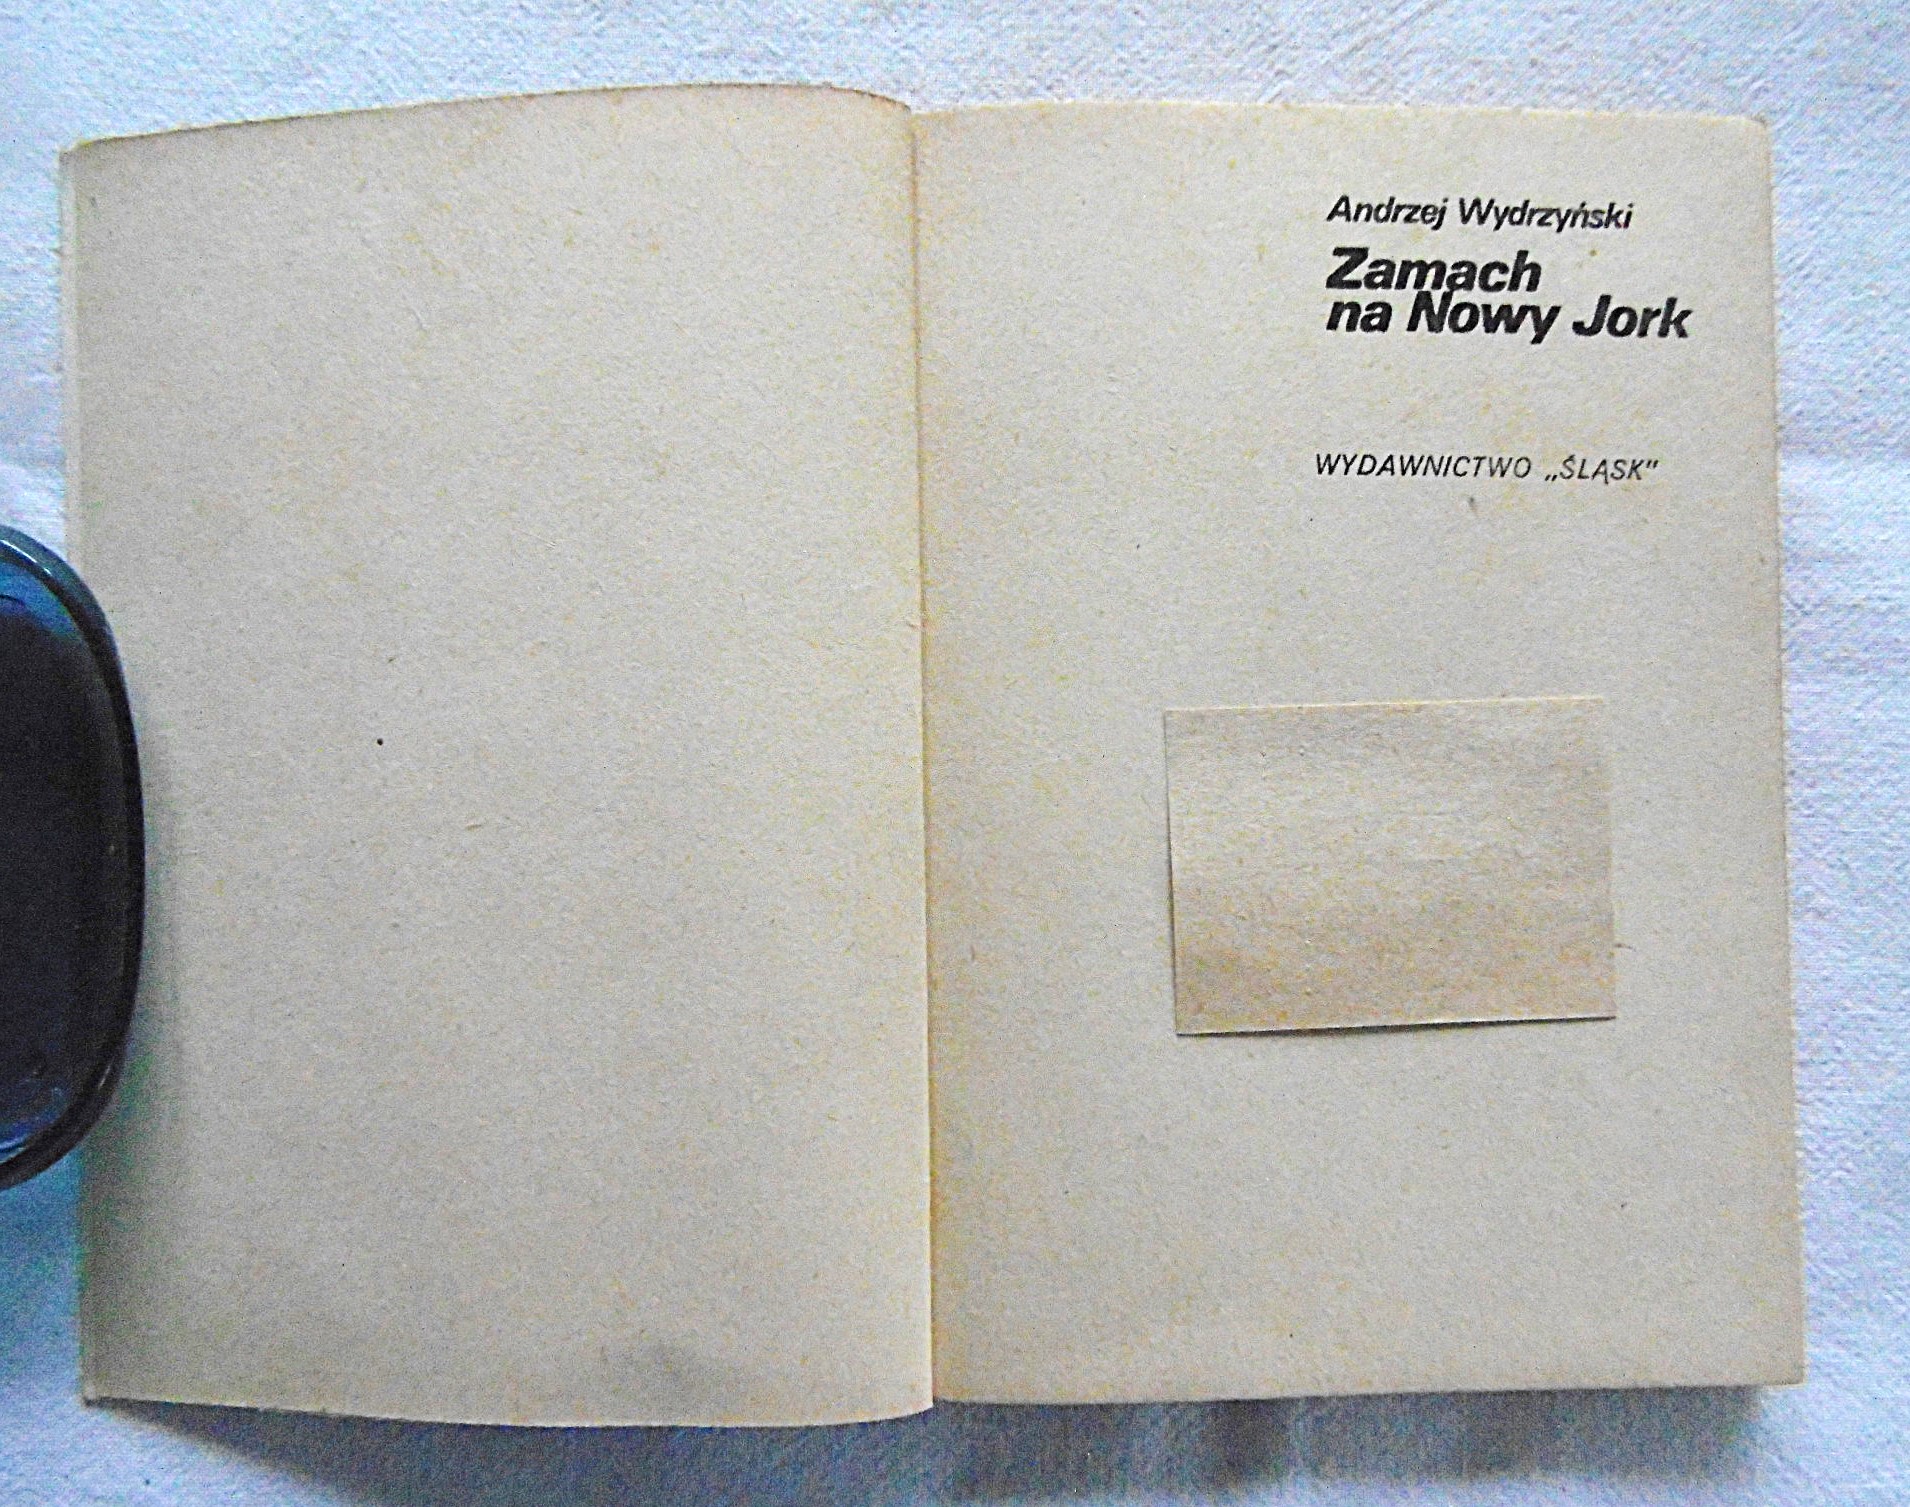 Andrzej Wydrzyński
Zamach
na Nowy Jork
WYDAWNICTWO „ŚLĄSK”